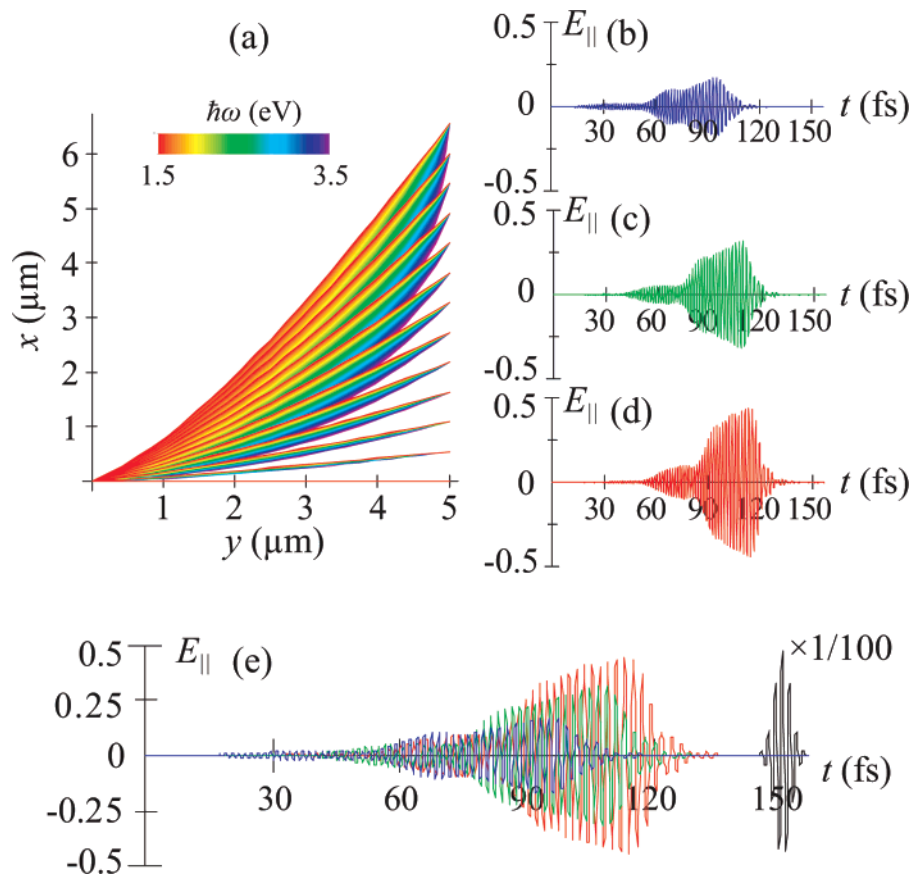 (a)
ħω (eV)
1.5 3.5
x (μm)
6
5
4
3
2
1
1 2 3 4 5
y (μm)
0.5 E|| (b)
0
-0.5
30 60 90 120 150
t (fs)
0.5 E|| (c)
0
-0.5
30 60 90 120 150
t (fs)
0.5 E|| (d)
0
-0.5
30 60 90 120 150
t (fs)
0.5 E|| (e) ×1/100
0.25
0
-0.25
-0.5
30 60 90 120 150
t (fs)